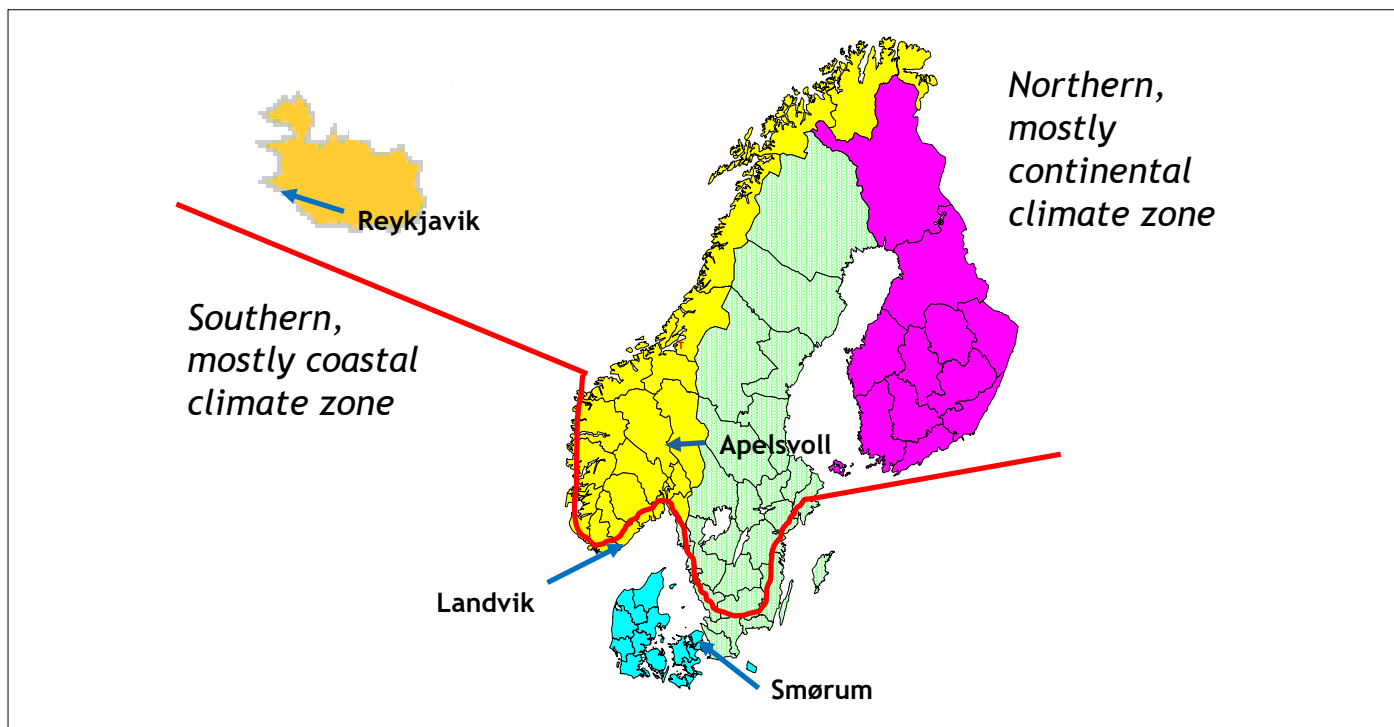 Northern,
mostly
continental
climate zone
Reykjavik
Southern,
mostly coastal
climate zone
Apelsvoll
Landvik
Smørum